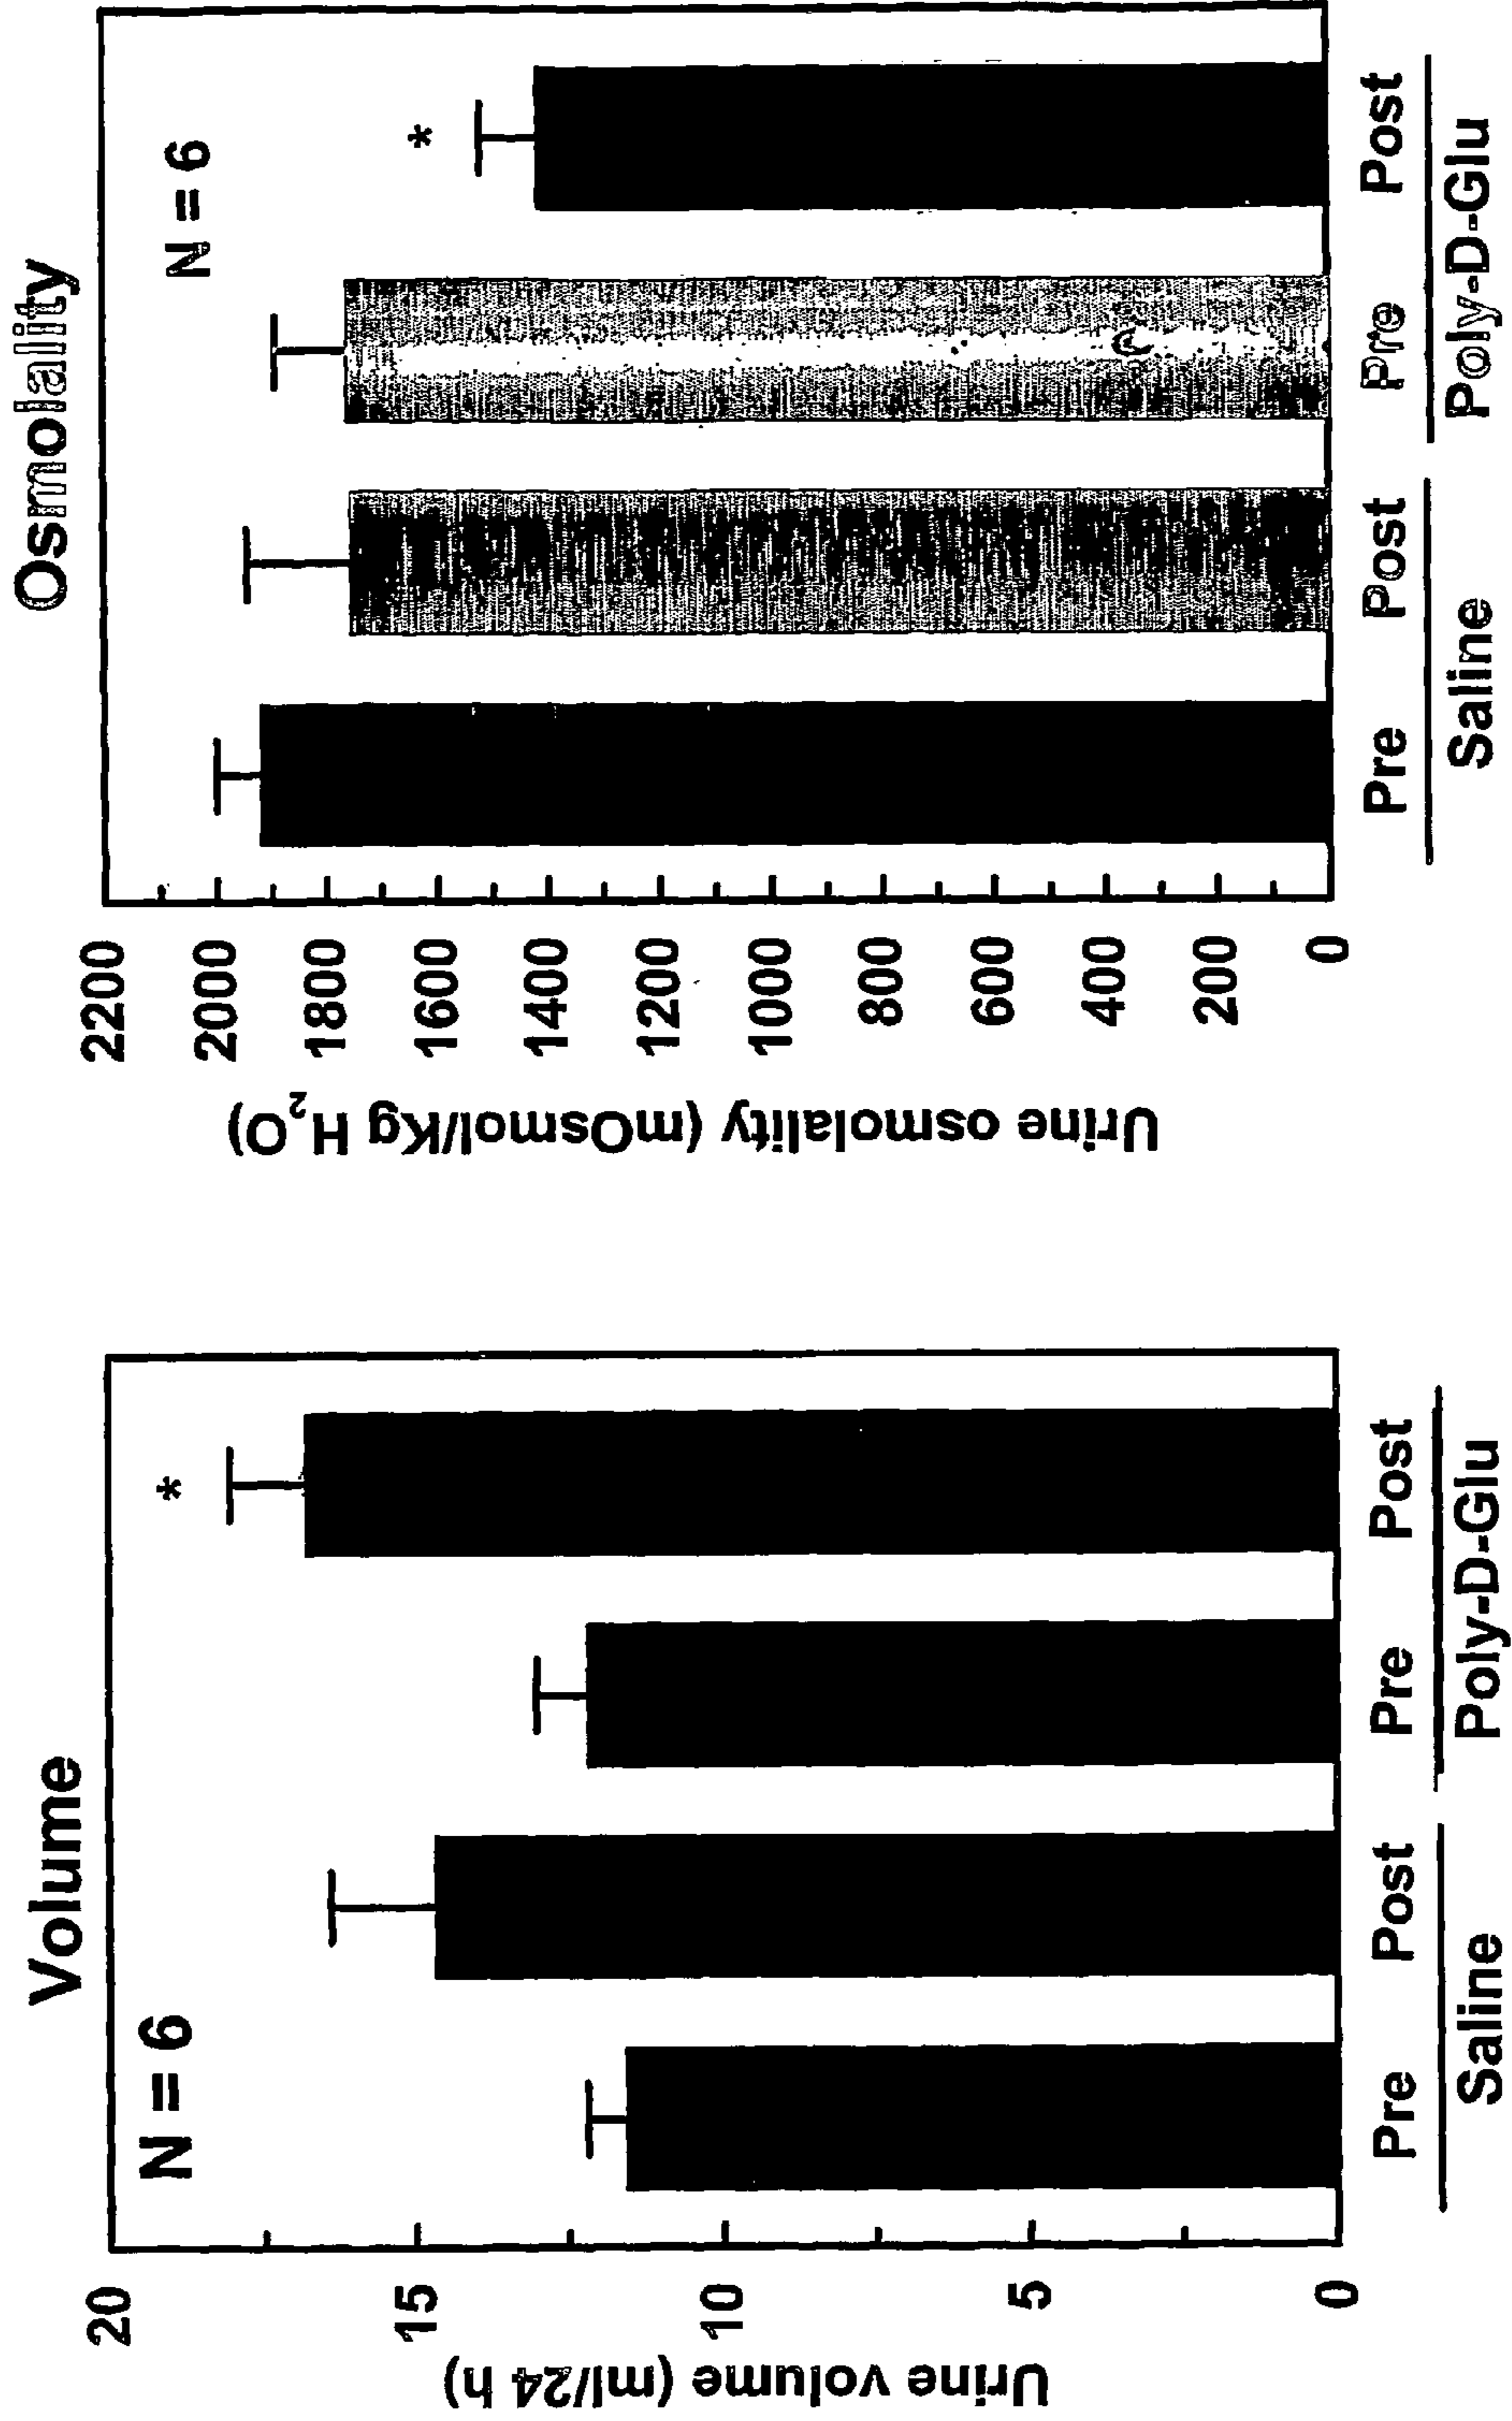 Volume
N = 6
*
20
15
10
5
0
Urine volume (ml/24 h)
Pre
Post
Pre
Post
Saline
Poly-D-Glu
Osmolality
N = 6
*
2200
2000
1800
1600
1400
1200
1000
800
600
400
200
0
Urine osmolality (mOsmol/Kg H₂O)
Pre
Post
Pre
Post
Saline
Poly-D-Glu